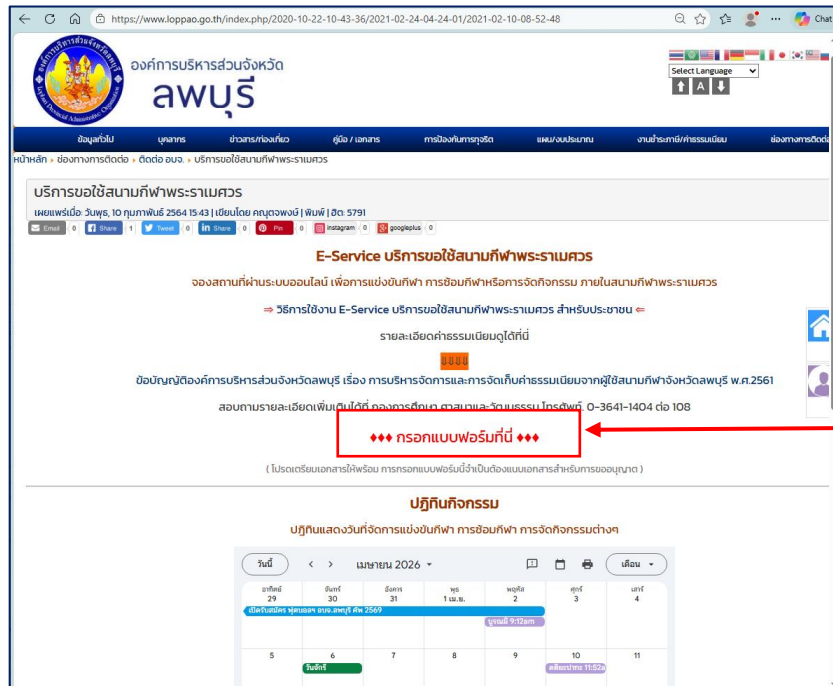 https://www.loppao.go.th/index.php/2020-10-22-10-43-36/2021-02-24-04-24-01/2021-02-10-08-52-48
Chat
องค์การบริหารส่วนจังหวัด
ลพบุรี
Select Language
A
ข้อมูลทั่วไป บุคลากร ข่าวสาร/ท่องเที่ยว คู่มือ / เอกสาร การป้องกันการทุจริต แผน/งบประมาณ งานชำระภาษี/ค่าธรรมเนียม ช่องทางการติดต่อ
หน้าหลัก ช่องทางการติดต่อ ติดต่อ อบจ. บริการขอใช้สนามกีฬาพระราเมศวร
บริการขอใช้สนามกีฬาพระราเมศวร
เผยแพร่เมื่อ: วันพุธ, 10 กุมภาพันธ์ 2564 15:43 | เขียนโดย คณุตจพงษ์ | พิมพ์ | ฮิต: 5791
Email 0 Share 1 Tweet 0 Share 0 Pin 0 instagram 0 googleplus 0
E-Service บริการขอใช้สนามกีฬาพระราเมศวร
จองสถานที่ผ่านระบบออนไลน์ เพื่อการแข่งขันกีฬา การซ้อมกีฬาหรือการจัดกิจกรรม ภายในสนามกีฬาพระราเมศวร
⇒ วิธีการใช้งาน E-Service บริการขอใช้สนามกีฬาพระราเมศวร สำหรับประชาชน ⇐
รายละเอียดค่าธรรมเนียมดูได้ที่นี่
⇓⇓⇓⇓
ข้อบัญญัติองค์การบริหารส่วนจังหวัดลพบุรี เรื่อง การบริหารจัดการและการจัดเก็บค่าธรรมเนียมจากผู้ใช้สนามกีฬาจังหวัดลพบุรี พ.ศ.2561
สอบถามรายละเอียดเพิ่มเติมได้ที่ กองการศึกษา ศาสนาและวัฒนธรรม โทรศัพท์. 0-3641-1404 ต่อ 108
♦♦♦ กรอกแบบฟอร์มที่นี่ ♦♦♦
( โปรดเตรียมเอกสารให้พร้อม การกรอกแบบฟอร์มนี้จำเป็นต้องแนบเอกสารสำหรับการขออนุญาต )
ปฏิทินกิจกรรม
ปฎิทินแสดงวันที่จัดการแข่งขันกีฬา การซ้อมกีฬา การจัดกิจกรรมต่างๆ
วันนี้ เมษายน 2026 เดือน
อาทิตย์ จันทร์ อังคาร พุธ พฤหัส ศุกร์ เสาร์
29 30 31 1 เม.ย. 2 3 4
เปิดรับสมัคร ฟุตบอลฯ อบจ.ลพบุรี คัพ 2569
บูรณมี 9:12am
5 6 7 8 9 10 11
วันจักรี